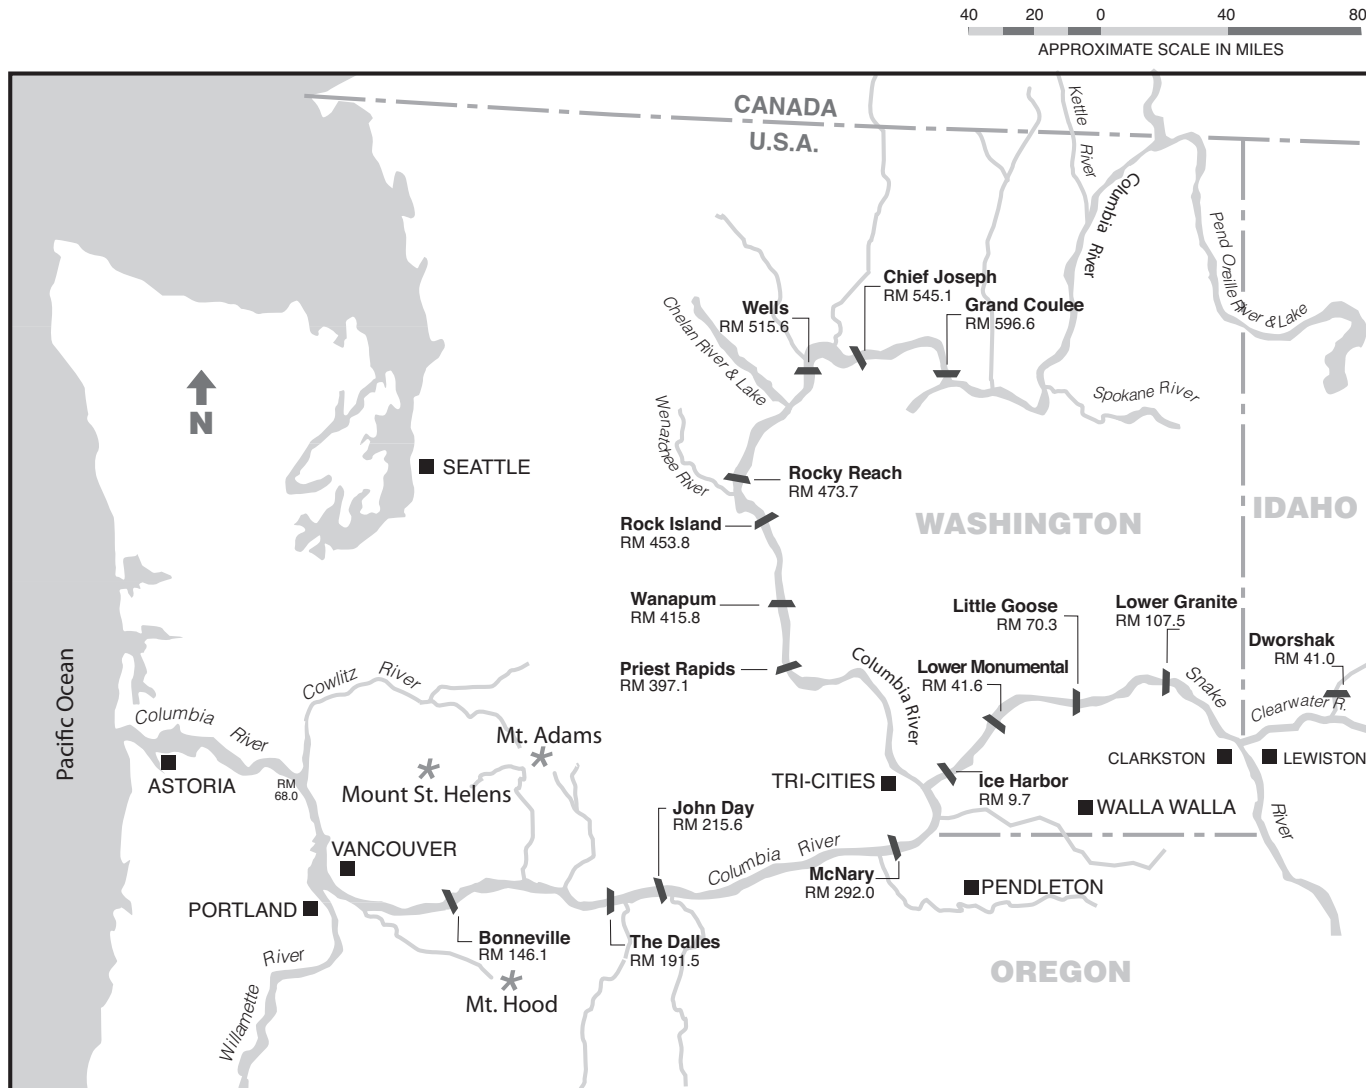 40 20 0 40 80
APPROXIMATE SCALE IN MILES
CANADA
U.S.A.
Kettle
River
Columbia
River
Pend Oreille River & Lake
Chief Joseph
RM 545.1
Wells
RM 515.6
Grand Coulee
RM 596.6
Chelan River & Lake
Spokane River
N
Wenatchee River
SEATTLE
Rocky Reach
RM 473.7
Rock Island
RM 453.8
WASHINGTON
IDAHO
Wanapum
RM 415.8
Little Goose
RM 70.3
Lower Granite
RM 107.5
Dworshak
RM 41.0
Priest Rapids
RM 397.1
Columbia River
Lower Monumental
RM 41.6
Snake
Clearwater R.
Pacific Ocean
Cowlitz River
Columbia
River
Mt. Adams
ASTORIA
RM
68.0
Mount St. Helens
TRI-CITIES
Ice Harbor
RM 9.7
CLARKSTON
LEWISTON
WALLA WALLA
River
John Day
RM 215.6
VANCOUVER
Columbia River
McNary
RM 292.0
PENDLETON
PORTLAND
Bonneville
RM 146.1
The Dalles
RM 191.5
River
Willamette
Mt. Hood
OREGON